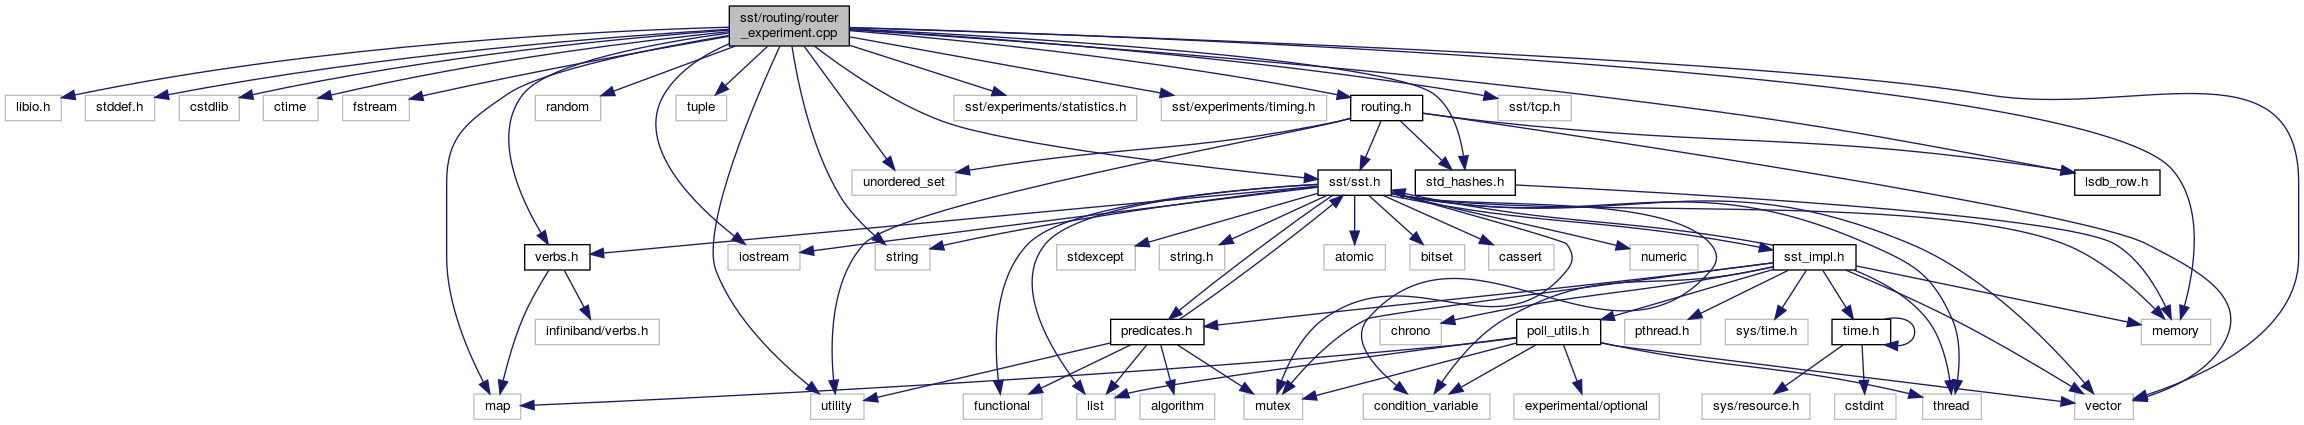 sst/routing/router
_experiment.cpp
libio.h
stddef.h
cstdlib
ctime
fstream
random
tuple
sst/experiments/statistics.h
sst/experiments/timing.h
routing.h
sst/tcp.h
unordered_set
sst/sst.h
std_hashes.h
lsdb_row.h
verbs.h
iostream
string
stdexcept
string.h
atomic
bitset
cassert
numeric
sst_impl.h
infiniband/verbs.h
predicates.h
chrono
poll_utils.h
pthread.h
sys/time.h
time.h
memory
map
utility
functional
list
algorithm
mutex
condition_variable
experimental/optional
sys/resource.h
cstdint
thread
vector